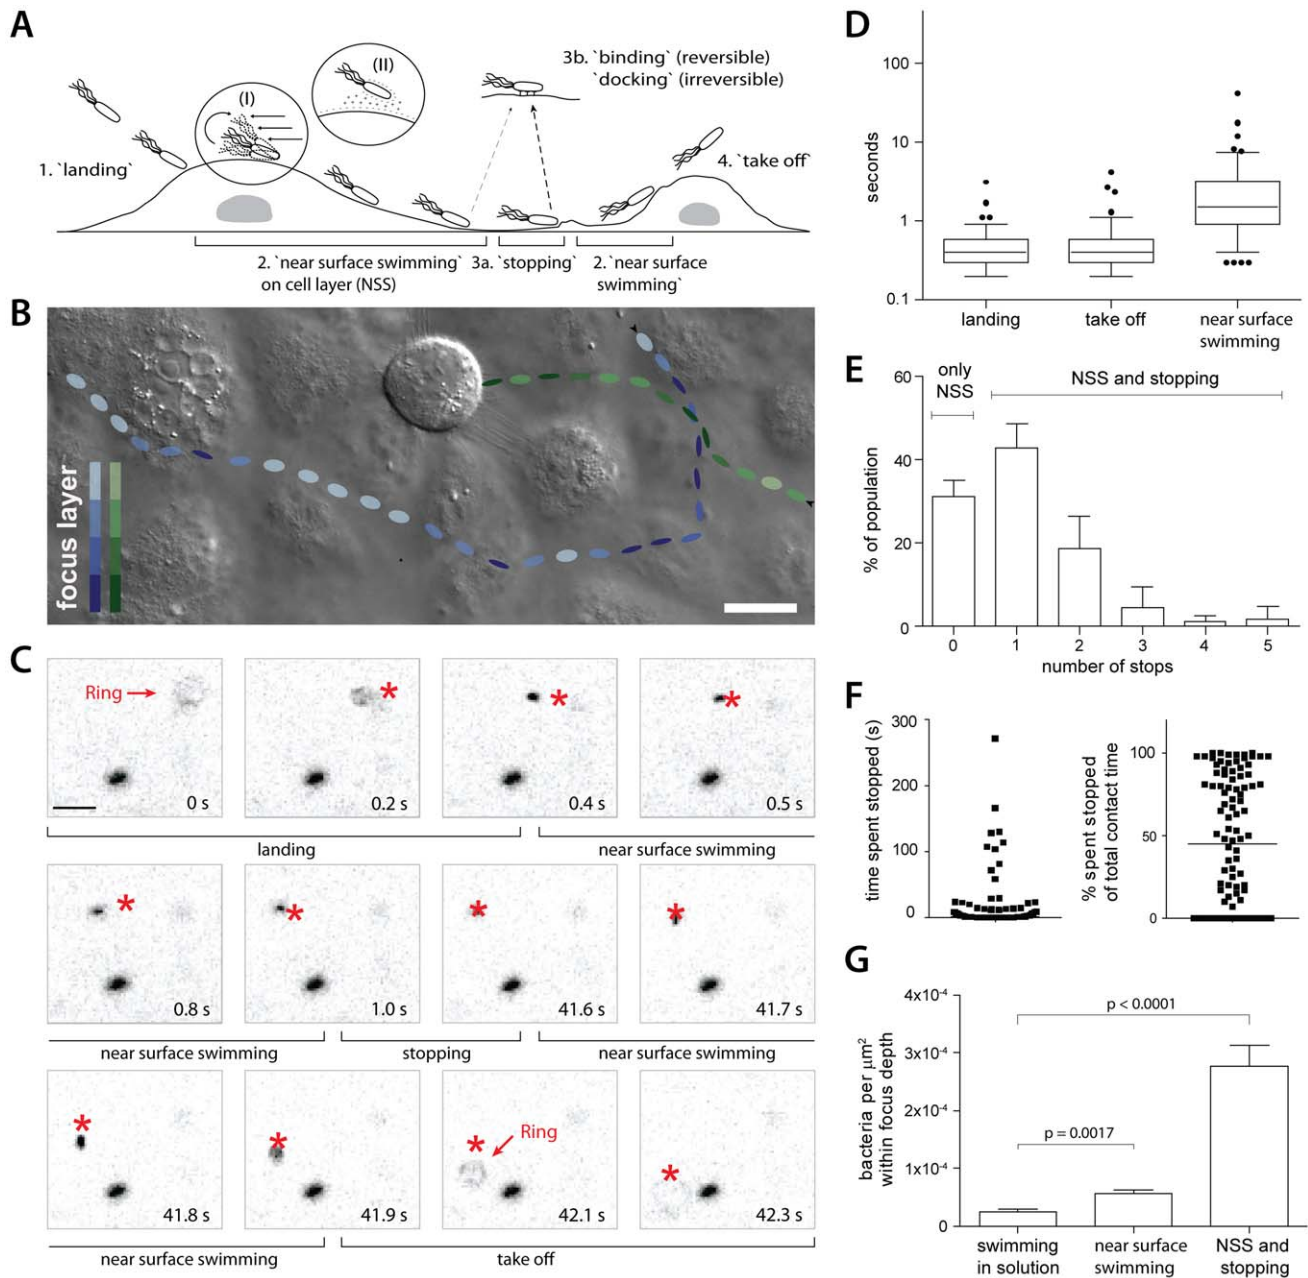 A
(I)
(II)
3b. `binding` (reversible)
`docking` (irreversible)
1. `landing`
4. `take off`
2. `near surface swimming`
on cell layer (NSS)
3a. `stopping`
2. `near surface
swimming`
B
focus layer
C
Ring
*
*
*
0 s
0.2 s
0.4 s
0.5 s
landing
near surface swimming
*
*
*
*
0.8 s
1.0 s
41.6 s
41.7 s
near surface swimming
stopping
near surface swimming
*
*
*
Ring
*
41.8 s
41.9 s
42.1 s
42.3 s
near surface swimming
take off
D
seconds
100
10
1
0.1
landing
take off
near surface
swimming
E
only
NSS
NSS and stopping
% of population
60
40
20
0
0
1
2
3
4
5
number of stops
F
time spent stopped (s)
300
200
100
0
% spent stopped
of total contact time
100
50
0
G
bacteria per µm²
within focus depth
4x10⁻⁴
3x10⁻⁴
2x10⁻⁴
1x10⁻⁴
0
p < 0.0001
p = 0.0017
swimming
in solution
near surface
swimming
NSS and
stopping